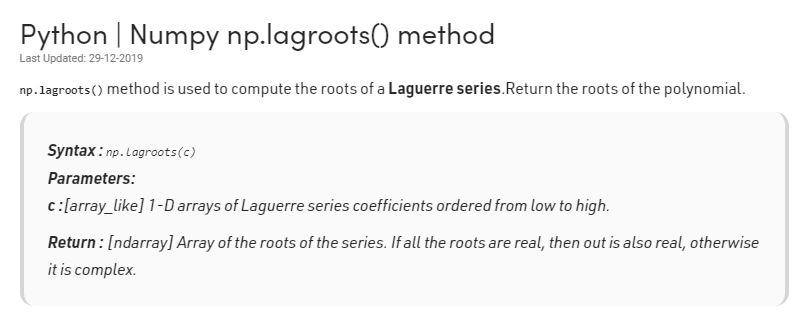 Python | Numpy np.lagroots() method
Last Updated: 29-12-2019
np.lagroots() method is used to compute the roots of a Laguerre series.Return the roots of the polynomial.
Syntax : np.lagroots(c)
Parameters:
c :[array_like] 1-D arrays of Laguerre series coefficients ordered from low to high.
Return : [ndarray] Array of the roots of the series. If all the roots are real, then out is also real, otherwise
it is complex.